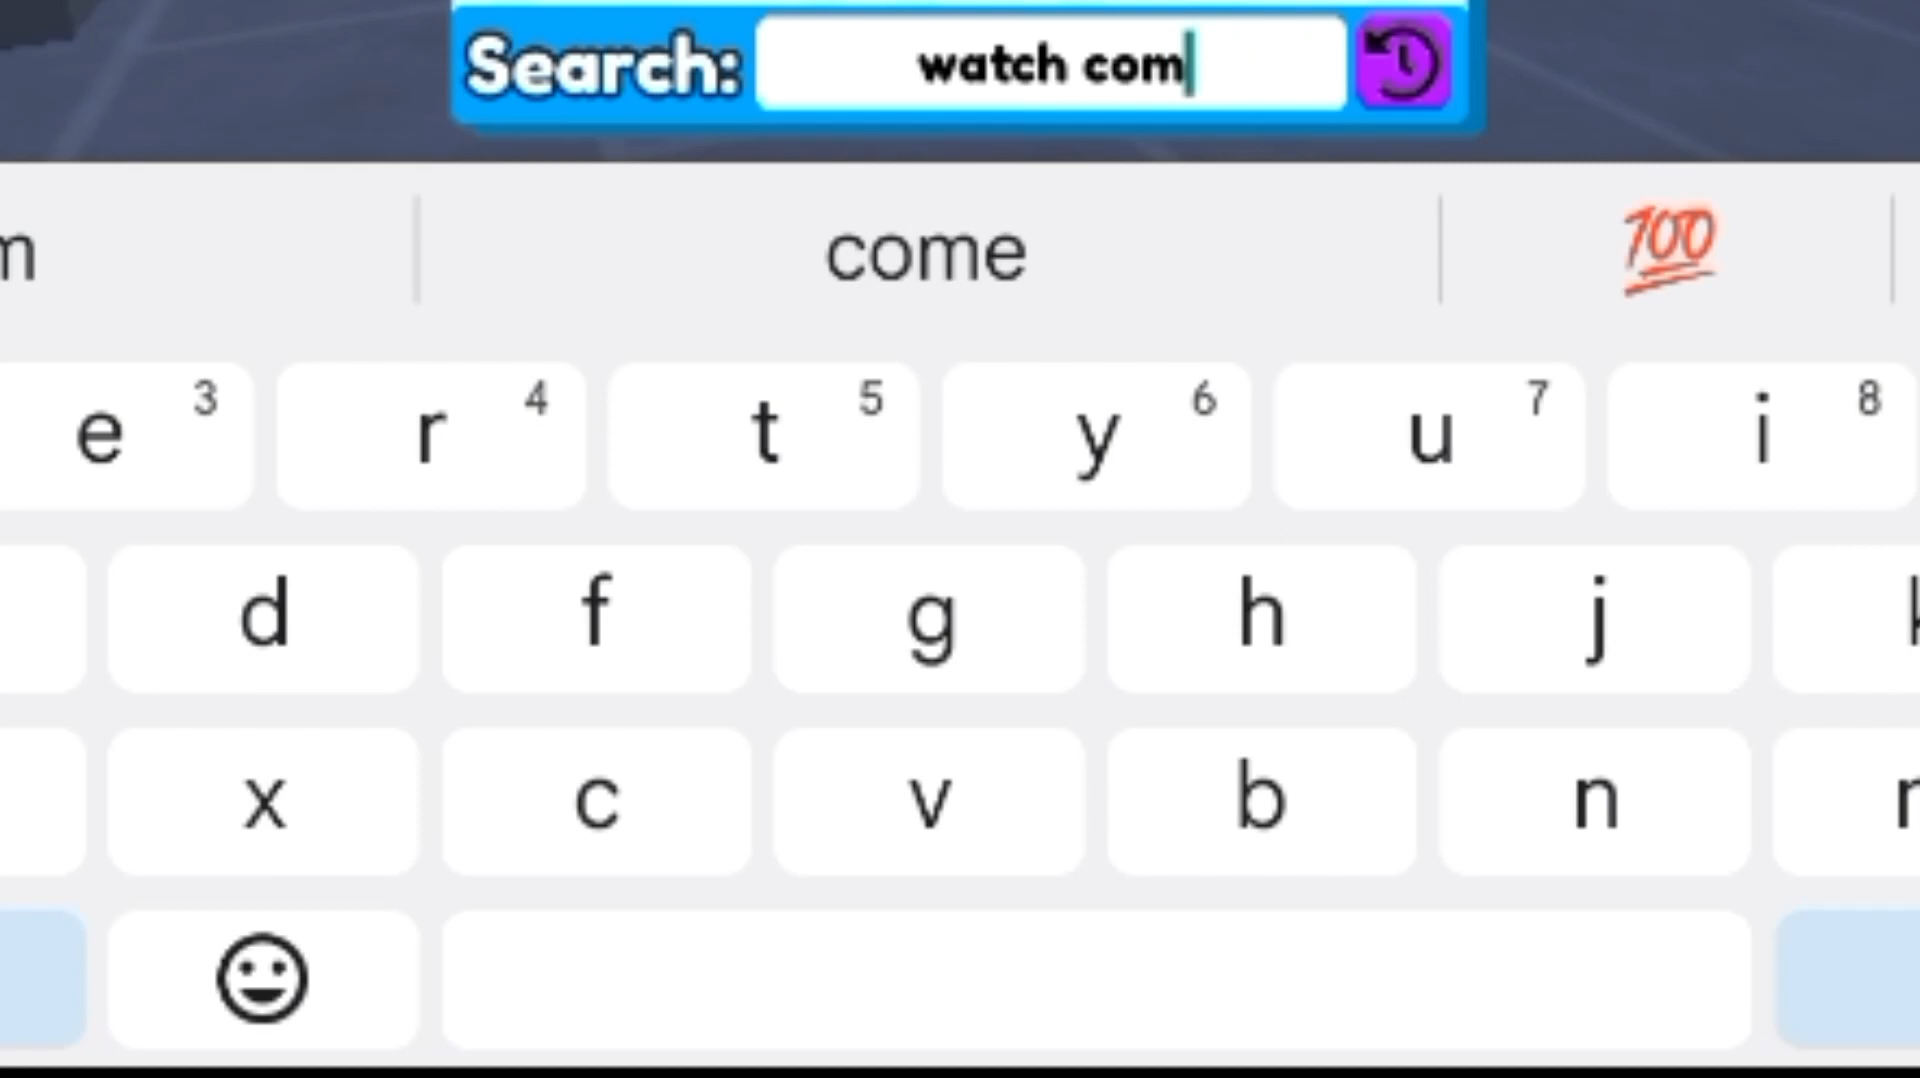 Search: watch com
m come 💯
e 3 r 4 t 5 y 6 u 7 i 8
d f g h j k
x c v b n